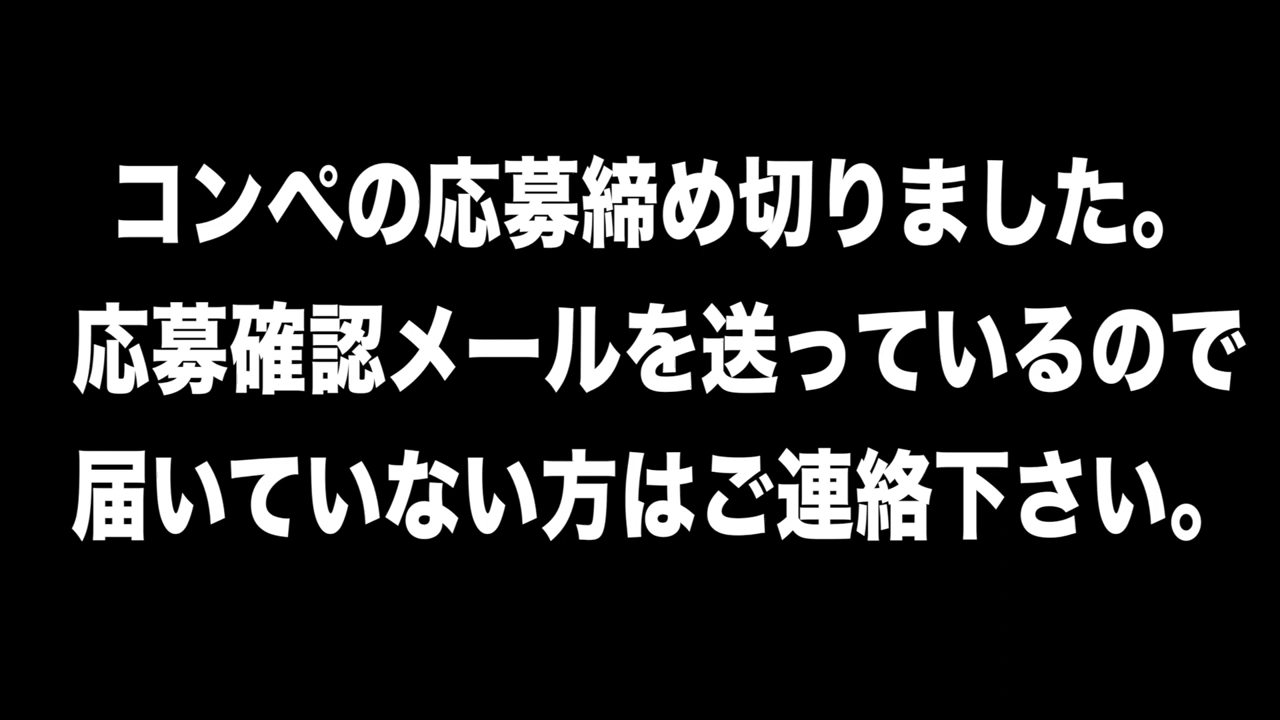 コンペの応募締め切りました。
応募確認メールを送っているので
届いていない方はご連絡下さい。